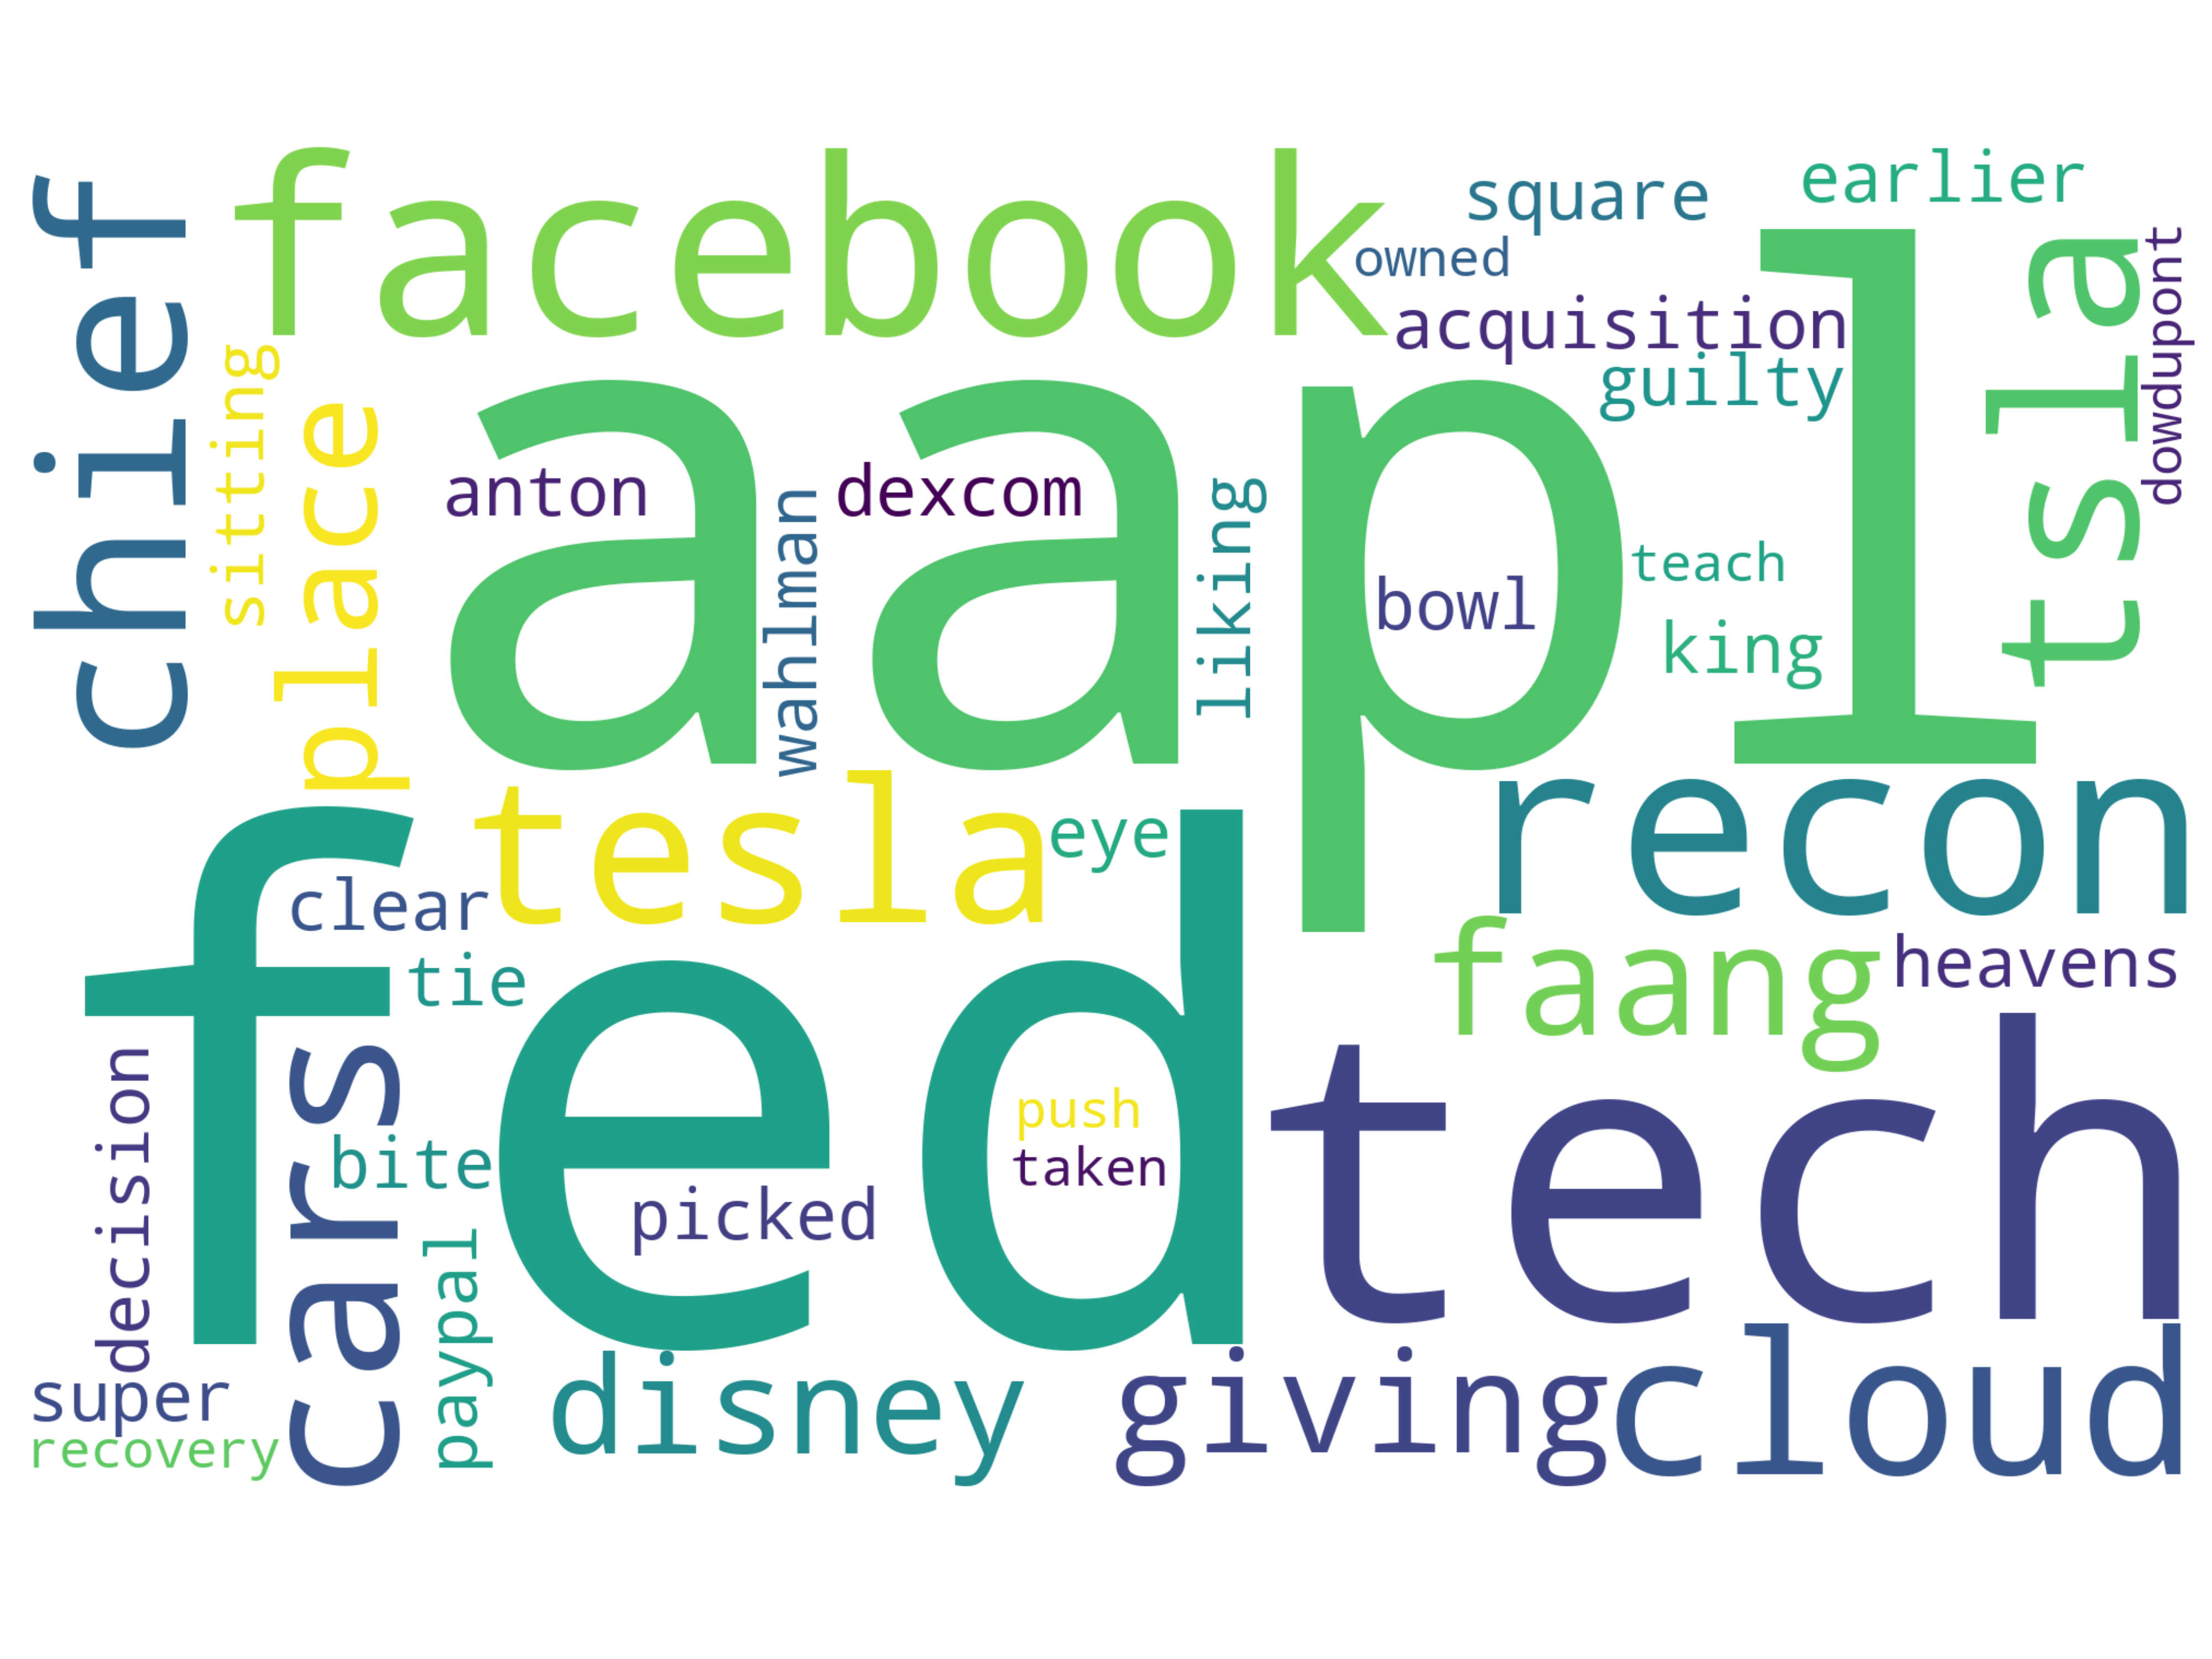 chief
facebook
square
earlier
owned
acquisition
guilty
tsla
dowdupont
sitting
place
aapl
anton
wahlman
dexcom
liking
bowl
teach
king
tesla
eye
recon
fed
clear
tie
faang
heavens
decision
cars
bite
paypal
picked
push
taken
tech
super
recovery
disney
giving
cloud